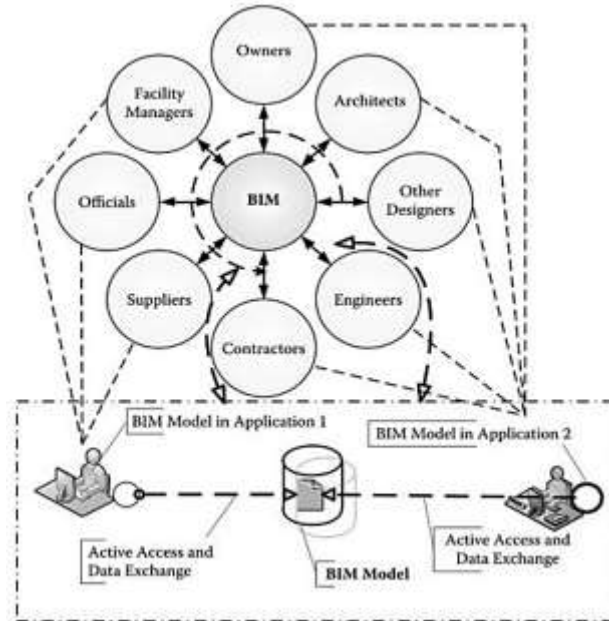 Owners
Facility
Managers
Architects
Officials
BIM
Other
Designers
Suppliers
Engineers
Contractors
BIM Model in Application 1
BIM Model in Application 2
Active Access and
Data Exchange
BIM Model
Active Access and
Data Exchange